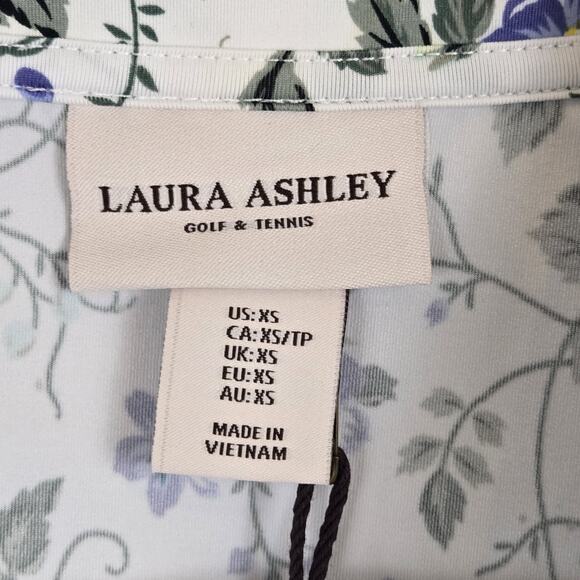 LAURA ASHLEY
GOLF & TENNIS
US: XS
CA: XS/TP
UK: XS
EU: XS
AU: XS
MADE IN
VIETNAM